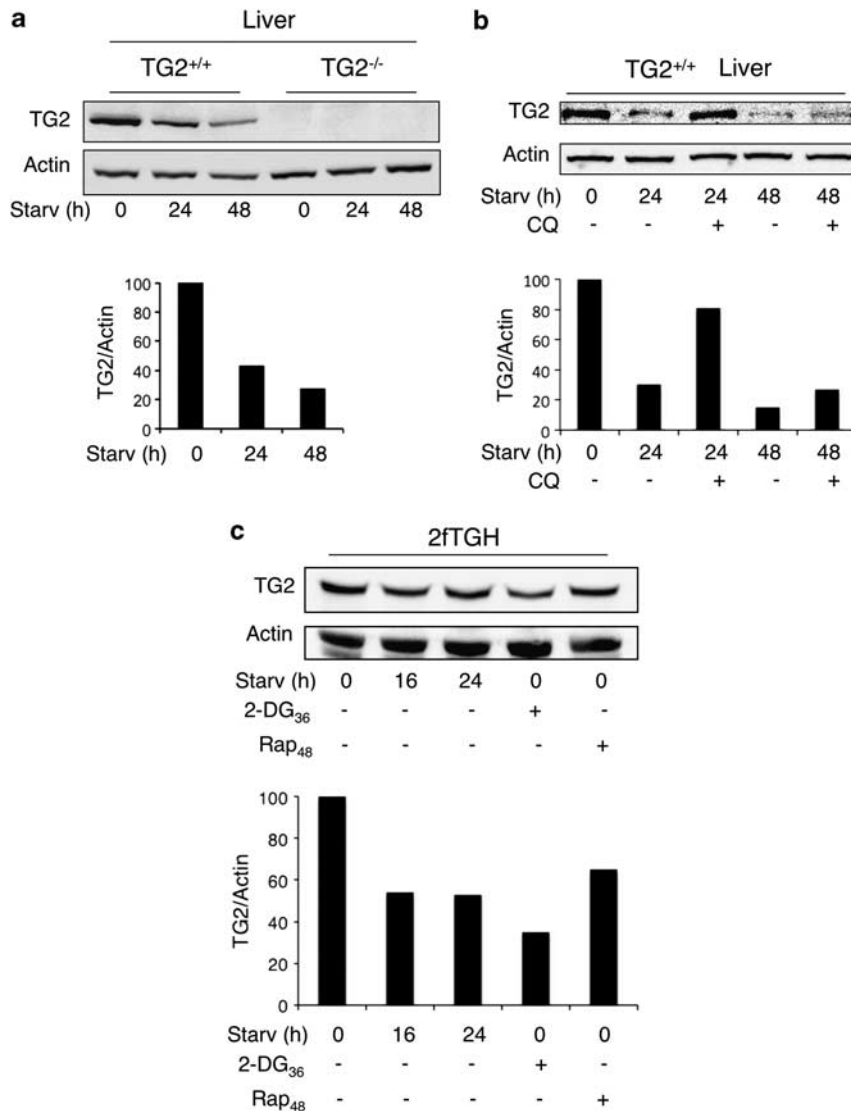 a
Liver
TG2+/+ TG2-/-
TG2
Actin
Starv (h) 0 24 48 0 24 48
100
80
60
40
20
0
TG2/Actin
Starv (h) 0 24 48
b
TG2+/+ Liver
TG2
Actin
Starv (h) 0 24 24 48 48
CQ - - + - +
100
80
60
40
20
0
TG2/Actin
Starv (h) 0 24 24 48 48
CQ - - + - +
c
2fTGH
TG2
Actin
Starv (h) 0 16 24 0 0
2-DG36 - - - + -
Rap48 - - - - +
100
80
60
40
20
0
TG2/Actin
Starv (h) 0 16 24 0 0
2-DG36 - - - + -
Rap48 - - - - +